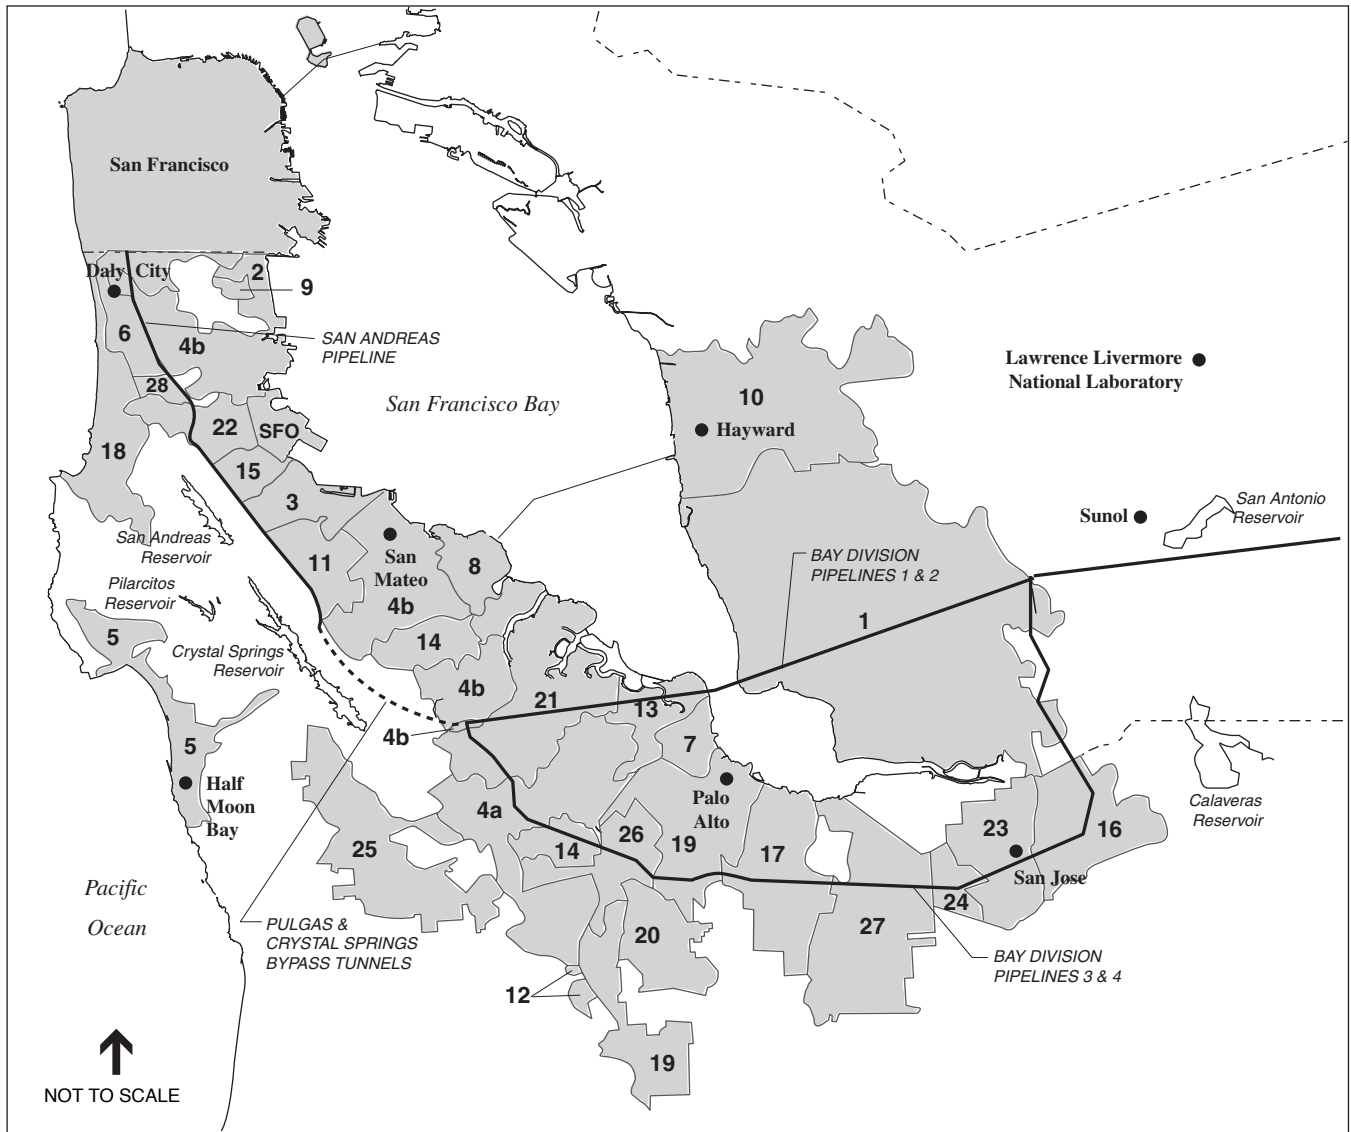 San Francisco
Daly City
2
9
6
4b
SAN ANDREAS
PIPELINE
28
San Francisco Bay
Lawrence Livermore
National Laboratory
10
Hayward
22
SFO
18
15
3
San Andreas
Reservoir
San Antonio
Reservoir
Sunol
11
San
Mateo
8
BAY DIVISION
PIPELINES 1 & 2
Pilarcitos
Reservoir
4b
1
5
14
Crystal Springs
Reservoir
4b
21
13
4b
7
5
Half
Moon
Bay
Palo
Alto
Calaveras
Reservoir
4a
26
19
17
23
16
25
14
San Jose
24
Pacific
Ocean
PULGAS &
CRYSTAL SPRINGS
BYPASS TUNNELS
20
27
BAY DIVISION
PIPELINES 3 & 4
12
19
NOT TO SCALE